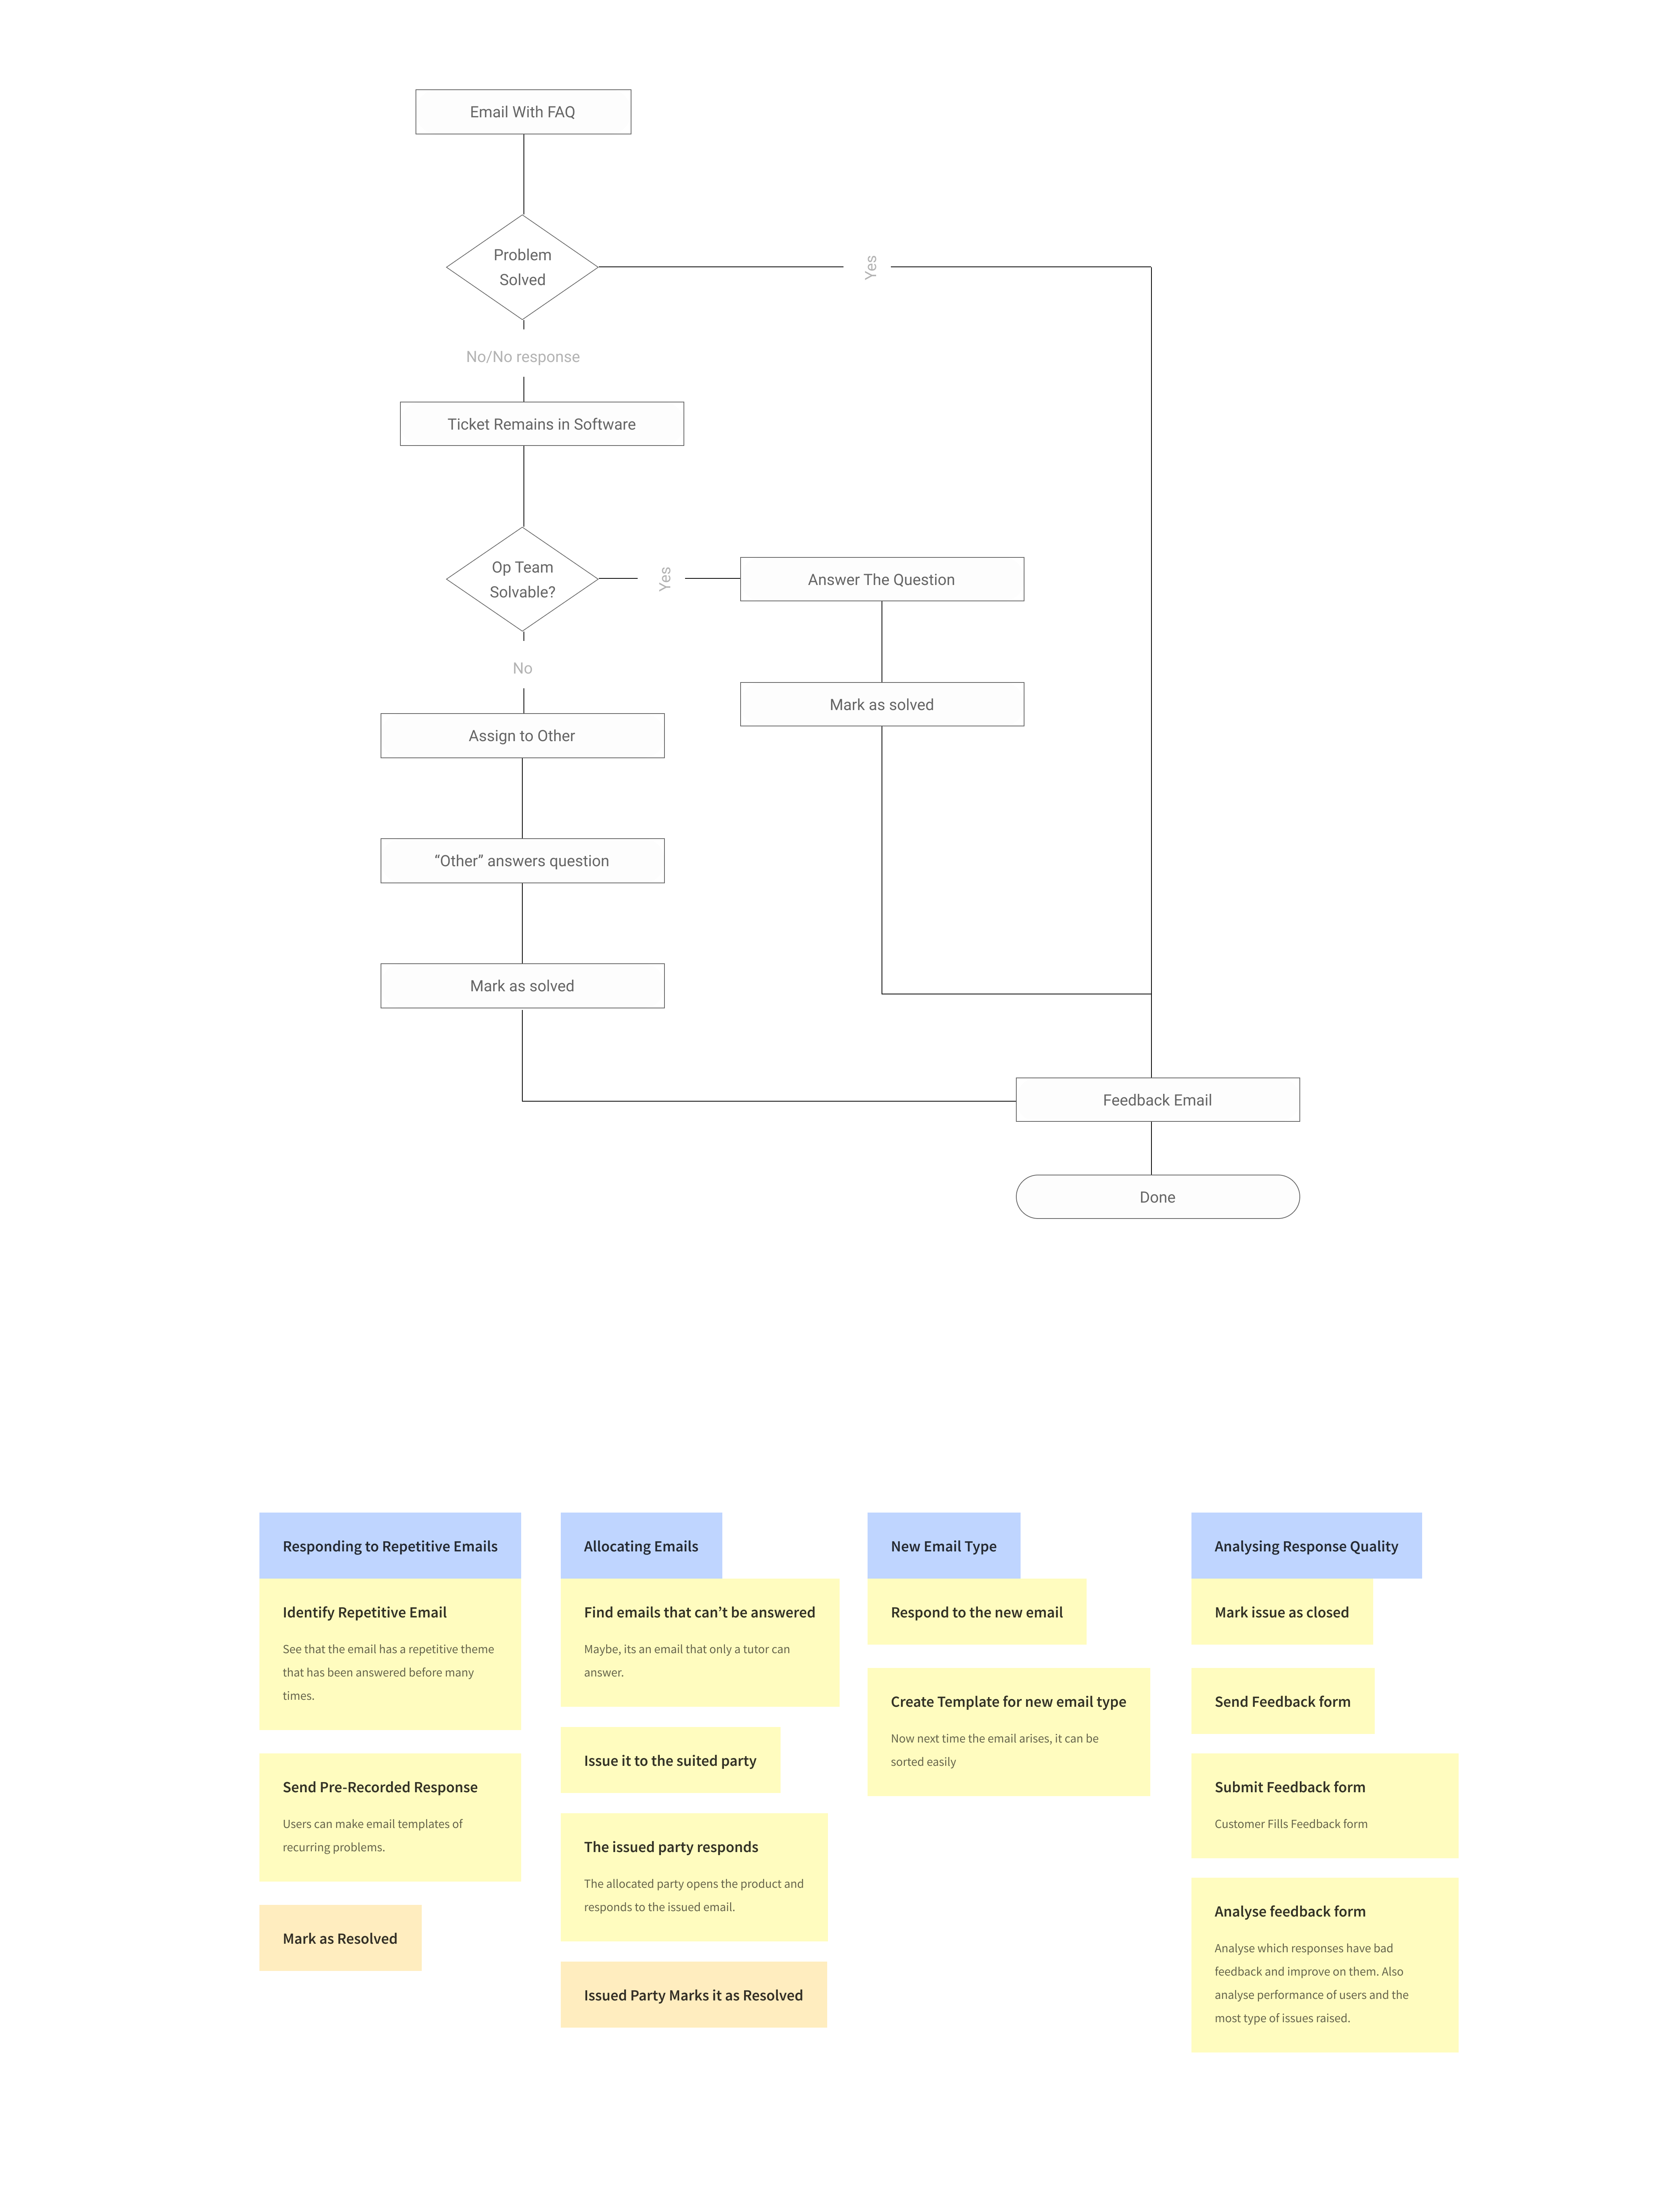 Email With FAQ
Problem
Solved
Yes
No/No response
Ticket Remains in Software
Op Team
Solvable?
Yes
Answer The Question
No
Mark as solved
Assign to Other
“Other” answers question
Mark as solved
Feedback Email
Done
Responding to Repetitive Emails
Identify Repetitive Email
See that the email has a repetitive theme
that has been answered before many
times.
Send Pre-Recorded Response
Users can make email templates of
recurring problems.
Mark as Resolved
Allocating Emails
Find emails that can’t be answered
Maybe, its an email that only a tutor can
answer.
Issue it to the suited party
The issued party responds
The allocated party opens the product and
responds to the issued email.
Issued Party Marks it as Resolved
New Email Type
Respond to the new email
Create Template for new email type
Now next time the email arises, it can be
sorted easily
Analysing Response Quality
Mark issue as closed
Send Feedback form
Submit Feedback form
Customer Fills Feedback form
Analyse feedback form
Analyse which responses have bad
feedback and improve on them. Also
analyse performance of users and the
most type of issues raised.